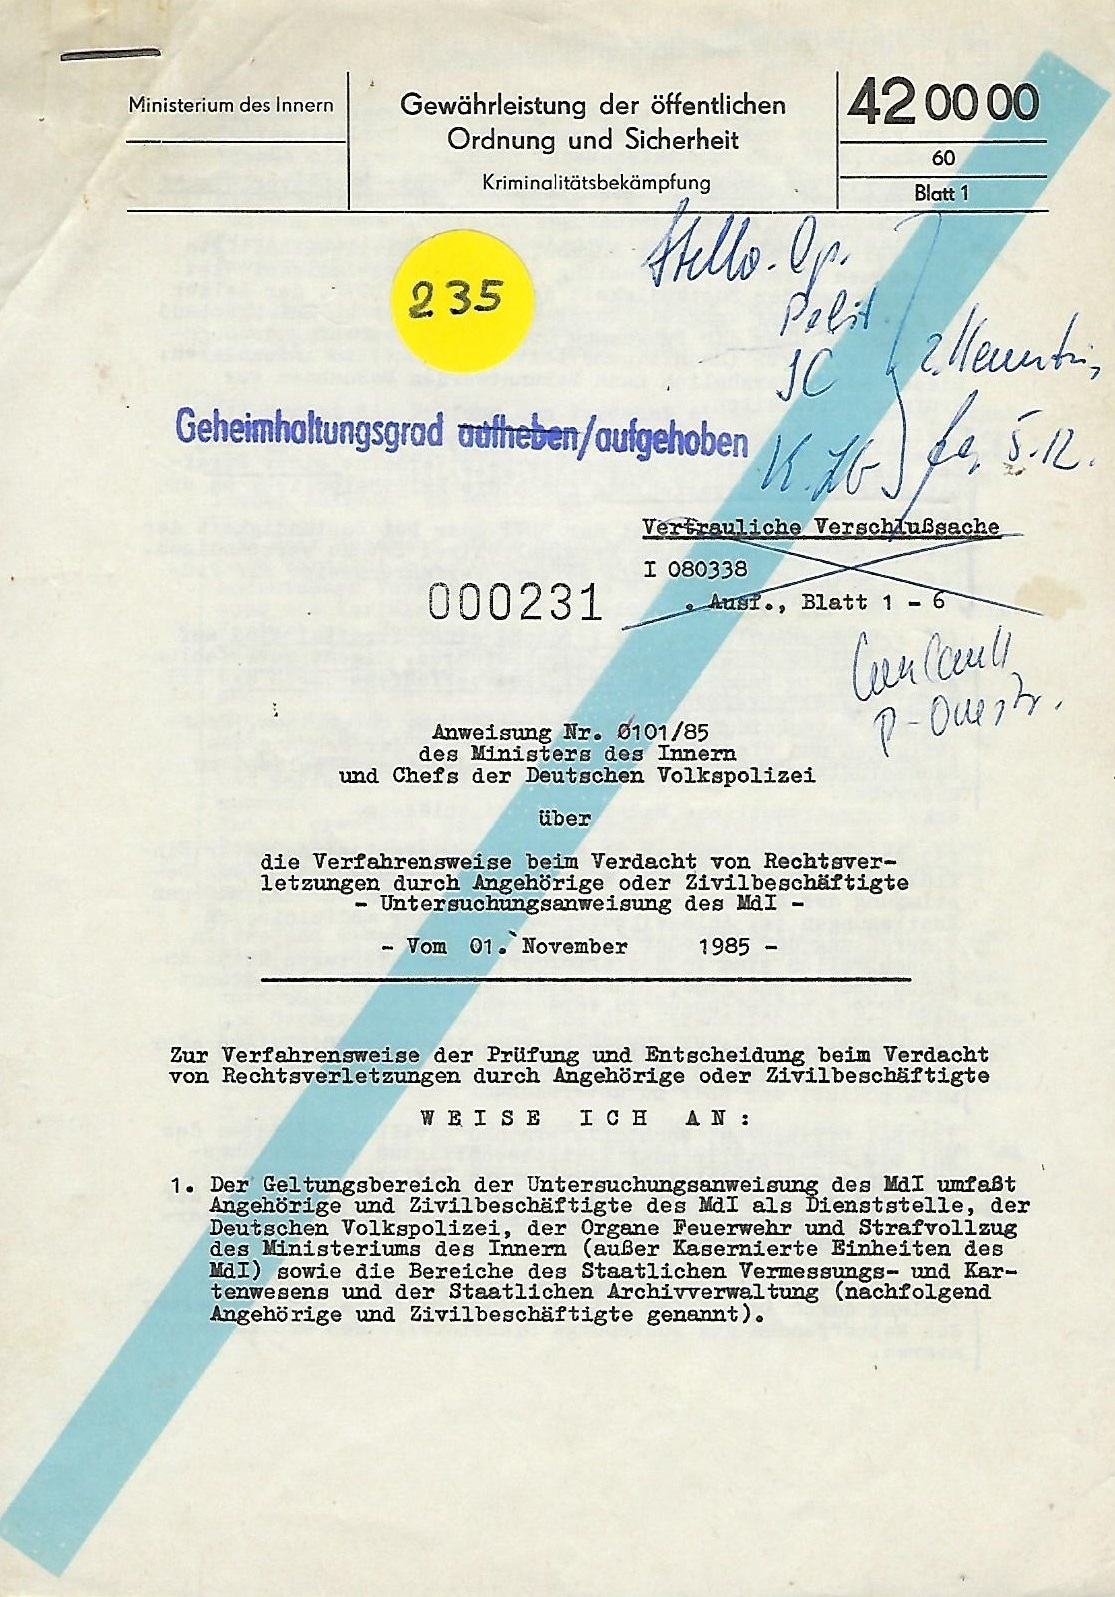 Ministerium des Innern
Gewährleistung der öffentlichen
Ordnung und Sicherheit
Kriminalitätsbekämpfung
42 00 00
60
Blatt 1
235
Stellv. Op.
Polit
K
5.12.
Geheimhaltungsgrad aufheben/aufgehoben
Vertrauliche Verschlußsache
I 080338
. Ausf., Blatt 1 - 6
000231
Anweisung Nr. 0101/85
des Ministers des Innern
und Chefs der Deutschen Volkspolizei
über
die Verfahrensweise beim Verdacht von Rechtsver-
letzungen durch Angehörige oder Zivilbeschäftigte
- Untersuchungsanweisung des MdI -
- Vom 01. November 1985 -
Zur Verfahrensweise der Prüfung und Entscheidung beim Verdacht
von Rechtsverletzungen durch Angehörige oder Zivilbeschäftigte
W E I S E I C H A N :
1. Der Geltungsbereich der Untersuchungsanweisung des MdI umfaßt
Angehörige und Zivilbeschäftigte des MdI als Dienststelle, der
Deutschen Volkspolizei, der Organe Feuerwehr und Strafvollzug
des Ministeriums des Innern (außer Kasernierte Einheiten des
MdI) sowie die Bereiche des Staatlichen Vermessungs- und Kar-
tenwesens und der Staatlichen Archivverwaltung (nachfolgend
Angehörige und Zivilbeschäftigte genannt).